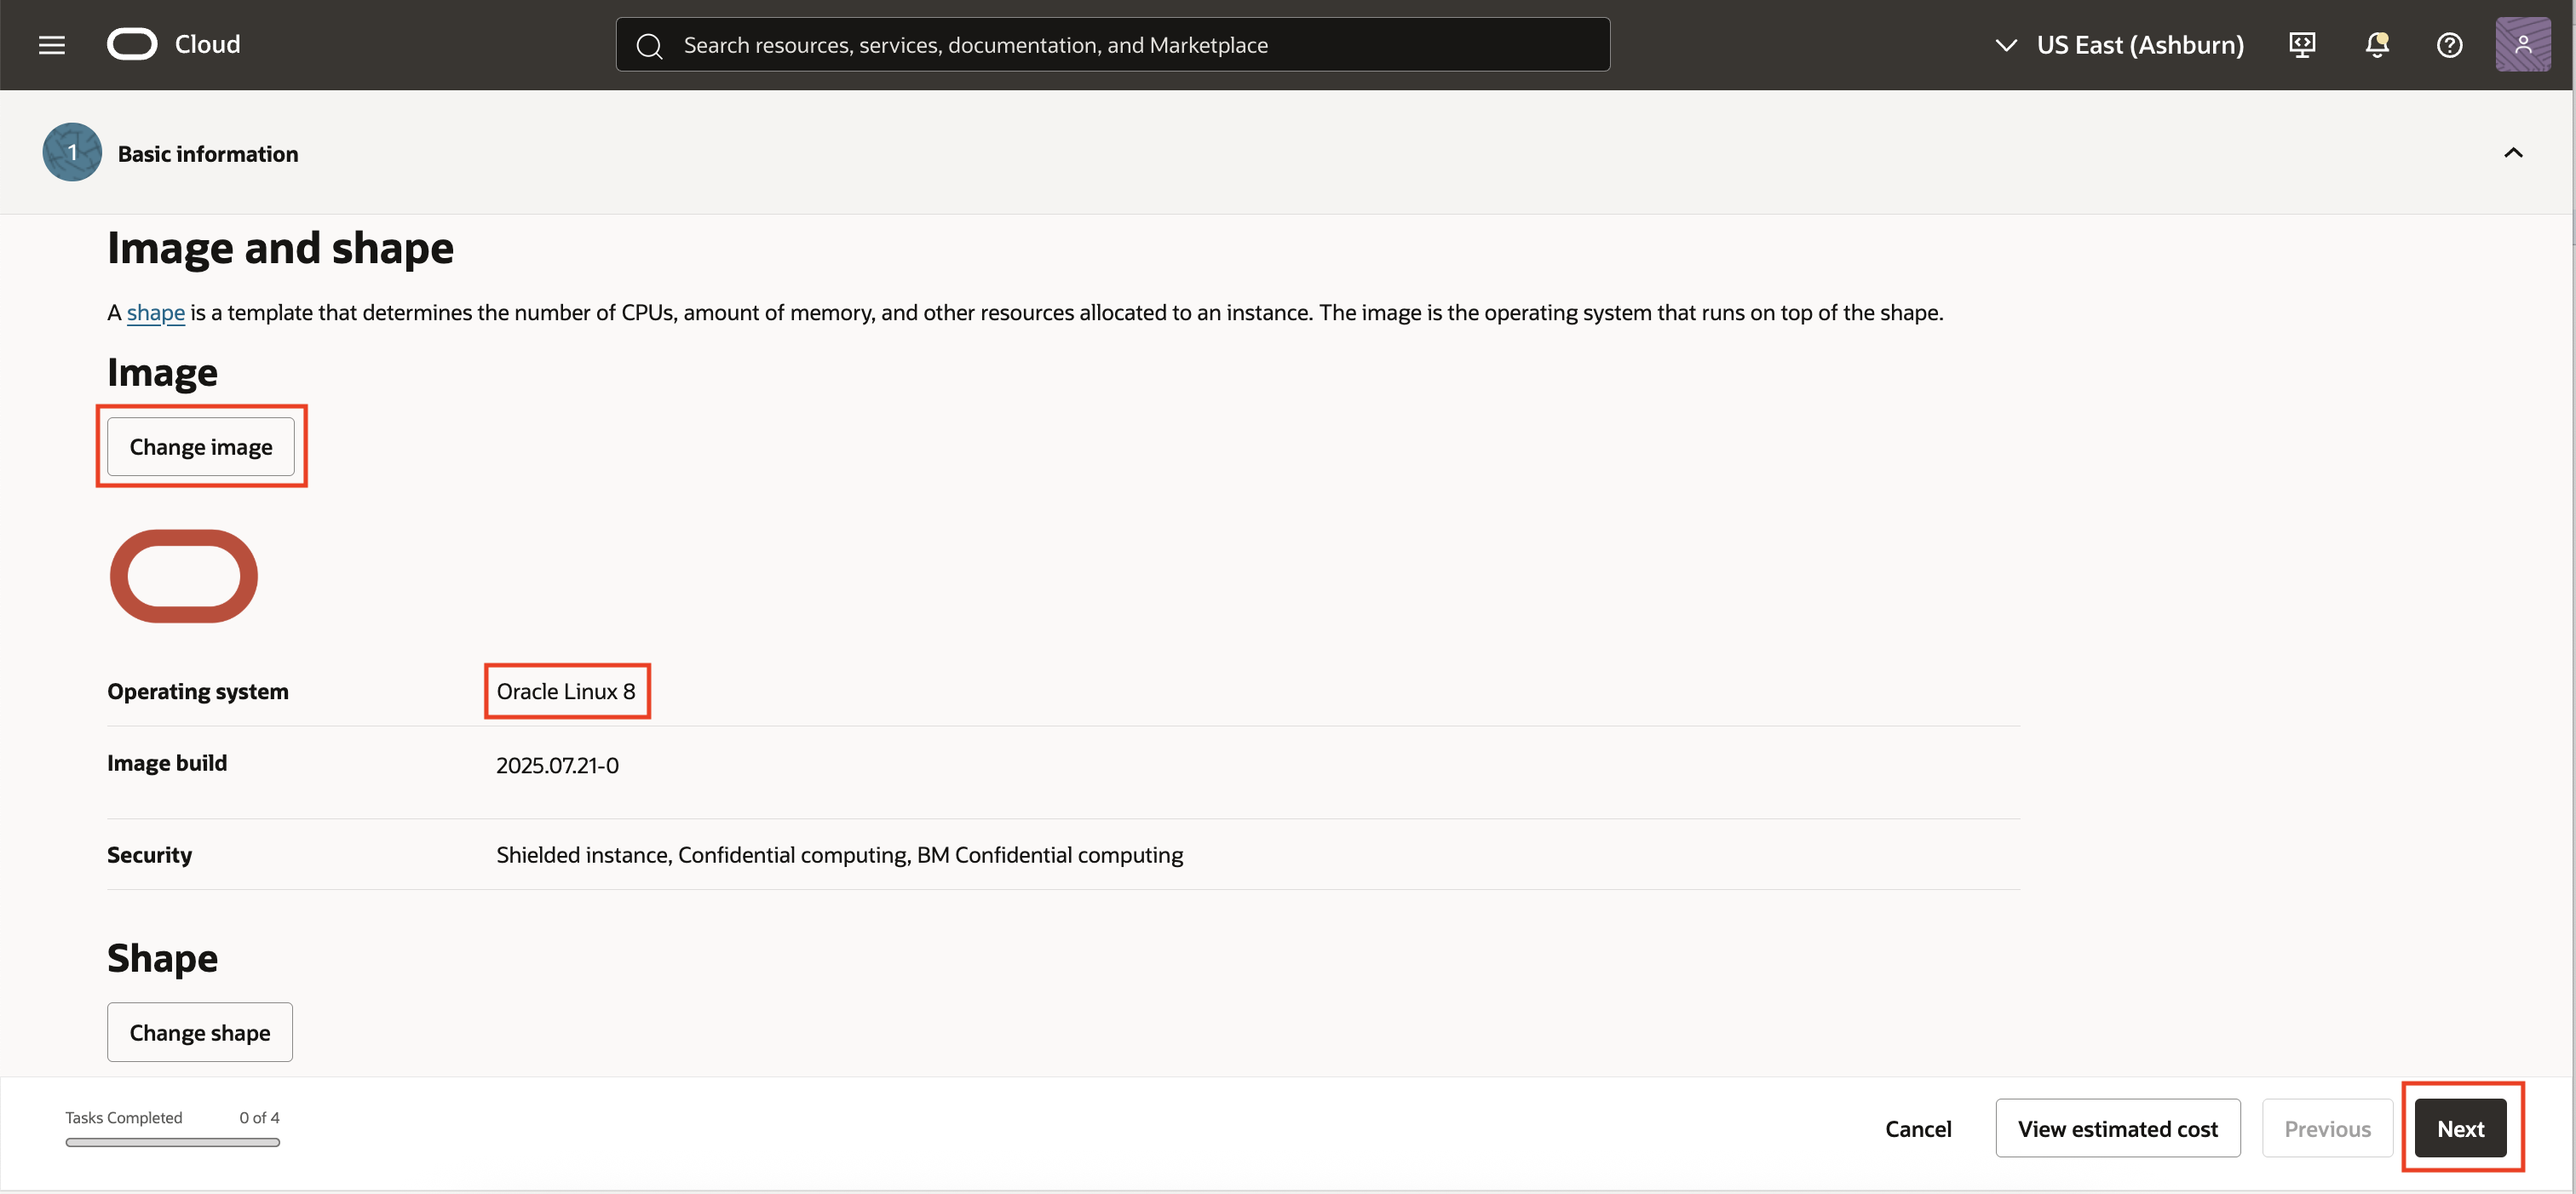 Cloud
Search resources, services, documentation, and Marketplace
US East (Ashburn)
1
Basic information
Image and shape
A shape is a template that determines the number of CPUs, amount of memory, and other resources allocated to an instance. The image is the operating system that runs on top of the shape.
Image
Change image
Operating system Oracle Linux 8
Image build 2025.07.21-0
Security Shielded instance, Confidential computing, BM Confidential computing
Shape
Change shape
Tasks Completed 0 of 4
Cancel
View estimated cost
Previous
Next